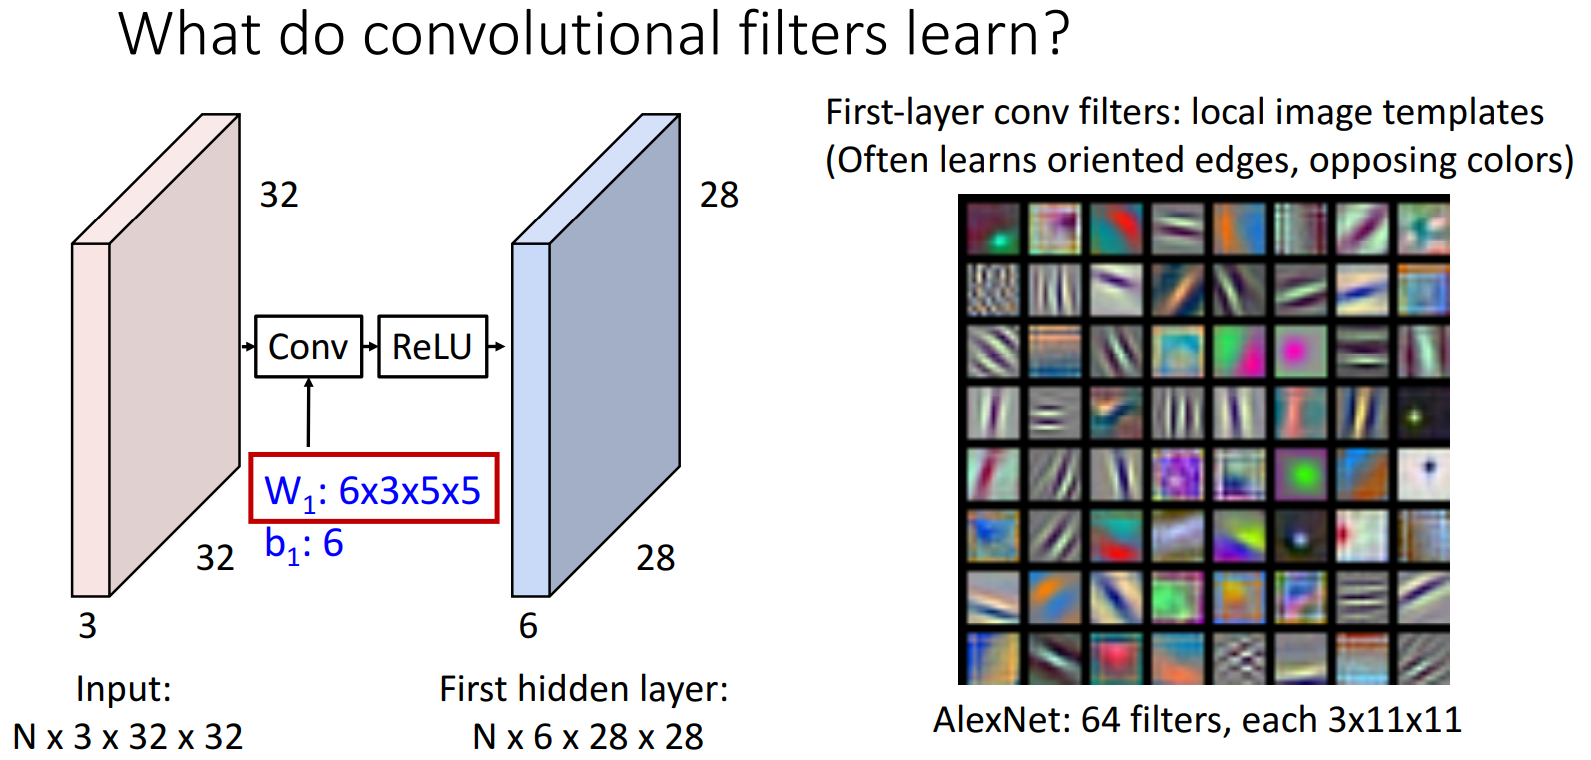 What do convolutional filters learn?
First-layer conv filters: local image templates
(Often learns oriented edges, opposing colors)
32
28
Conv
ReLU
W1: 6x3x5x5
b1: 6
32
28
3
6
Input:
N x 3 x 32 x 32
First hidden layer:
N x 6 x 28 x 28
AlexNet: 64 filters, each 3x11x11